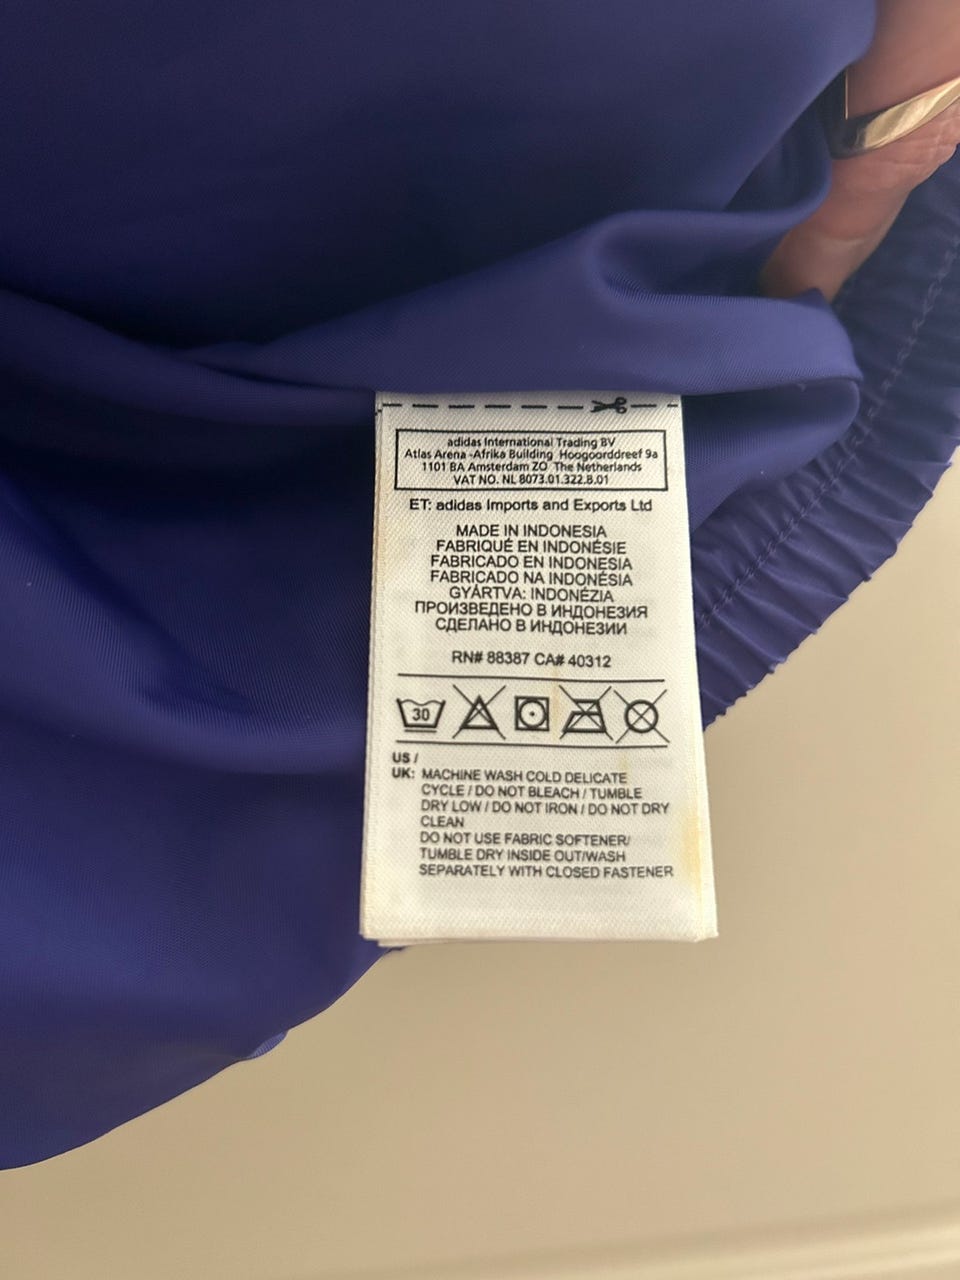 adidas International Trading BV
Atlas Arena -Afrika Building Hoogoorddreef 9a
1101 BA Amsterdam ZO The Netherlands
VAT NO. NL 8073.01.322.B.01
ET: adidas Imports and Exports Ltd
MADE IN INDONESIA
FABRIQUÉ EN INDONÉSIE
FABRICADO EN INDONESIA
FABRICADO NA INDONÉSIA
GYÁRTVA: INDONÉZIA
ПРОИЗВЕДЕНО В ИНДОНЕЗИЯ
СДЕЛАНО В ИНДОНЕЗИИ
RN# 88387 CA# 40312
30
US /
UK: MACHINE WASH COLD DELICATE
CYCLE / DO NOT BLEACH / TUMBLE
DRY LOW / DO NOT IRON / DO NOT DRY
CLEAN
DO NOT USE FABRIC SOFTENER/
TUMBLE DRY INSIDE OUT/WASH
SEPARATELY WITH CLOSED FASTENER